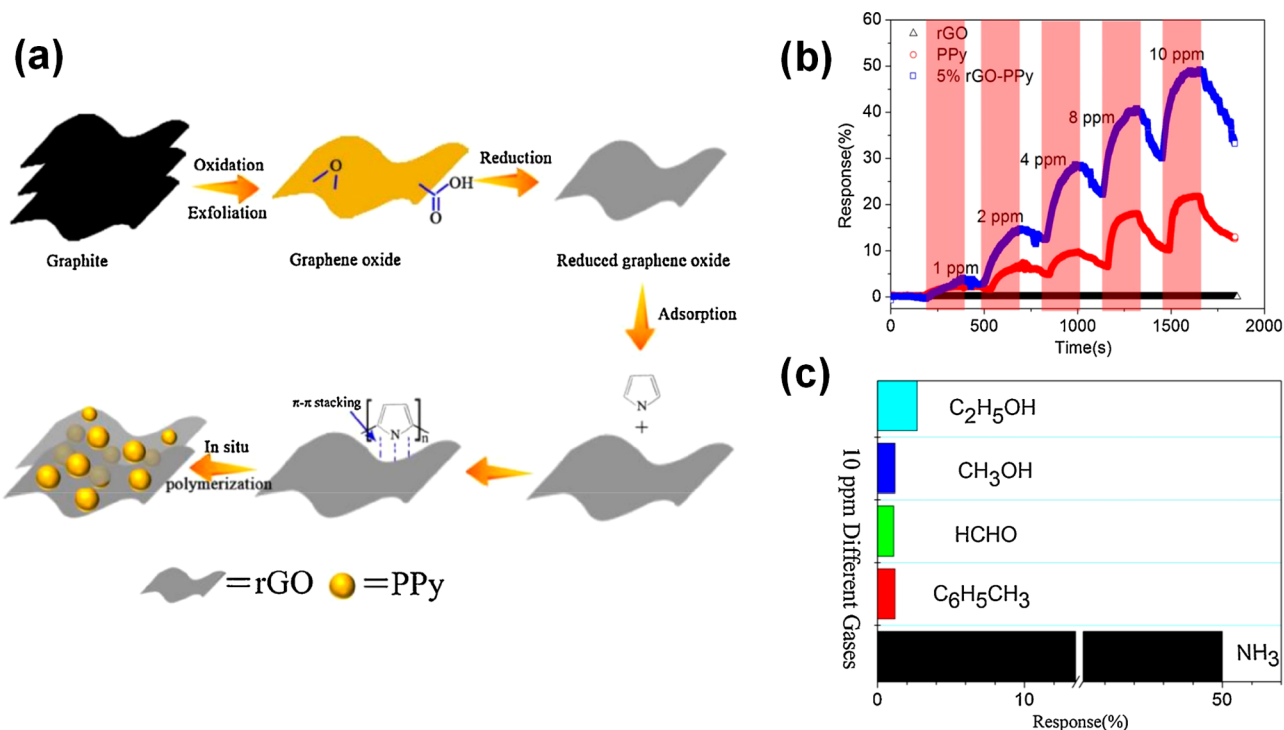 (a)
Oxidation
Exfoliation
O
OH
O
Reduction
Graphite
Graphene oxide
Reduced graphene oxide
Adsorption
N
+
π-π stacking
N
n
In situ
polymerization
=rGO
=PPy
(b)
rGO
PPy
5% rGO-PPy
1 ppm
2 ppm
4 ppm
8 ppm
10 ppm
Response(%)
60
50
40
30
20
10
0
0 500 1000 1500 2000
Time(s)
(c)
10 ppm Different Gases
C₂H₅OH
CH₃OH
HCHO
C₆H₅CH₃
NH₃
0 10 50
Response(%)